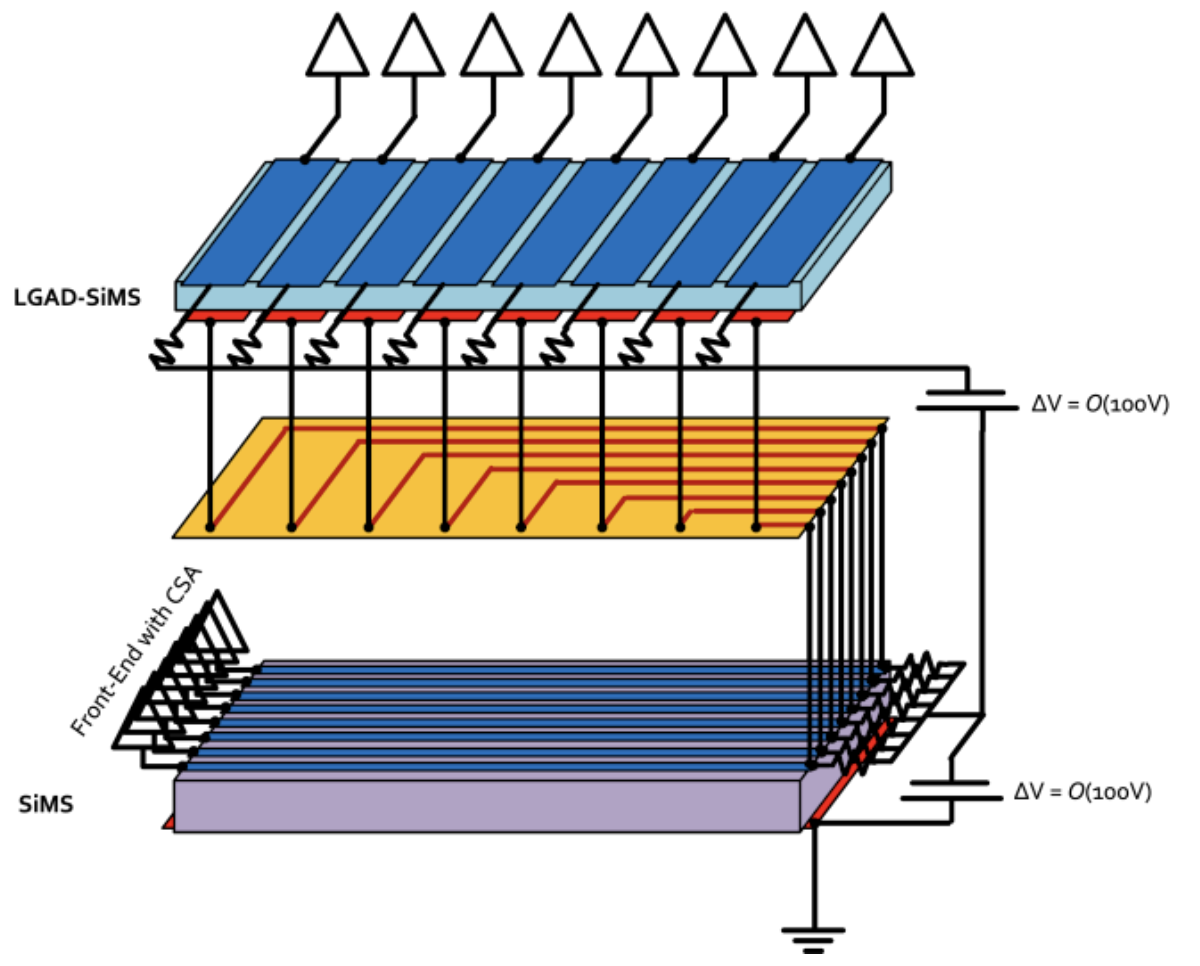 LGAD-SiMS
ΔV = O(100V)
Front-End with CSA
SiMS
ΔV = O(100V)